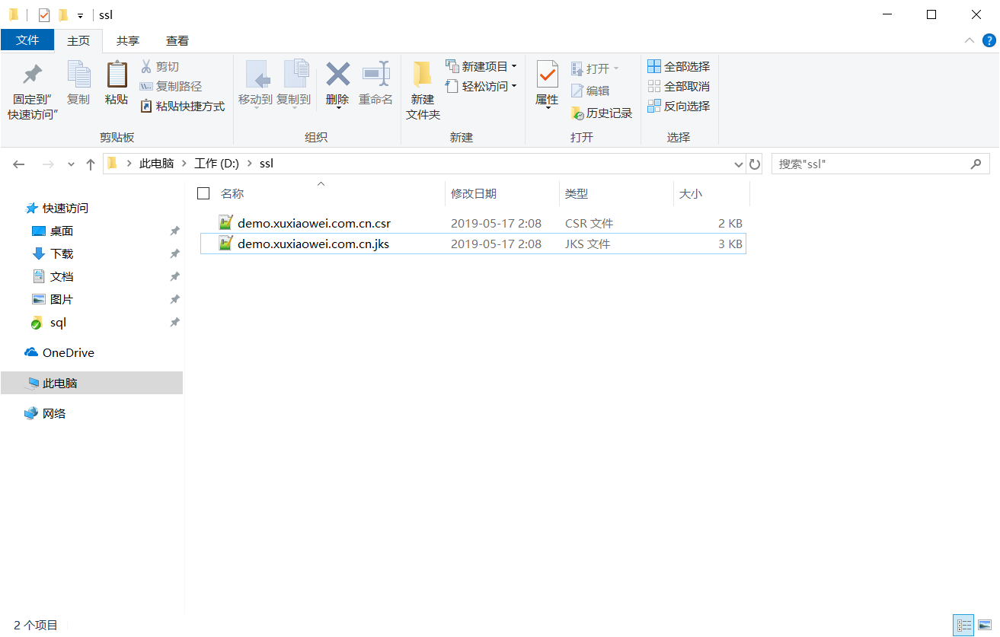 ssl
文件 主页 共享 查看
固定到"快速访问" 复制 粘贴 剪切
复制路径
粘贴快捷方式
移动到 复制到 删除 重命名
新建文件夹 新建项目
轻松访问
属性 打开
编辑
历史记录
全部选择
全部取消
反向选择
剪贴板 组织 新建 打开 选择
此电脑 工作 (D:) ssl 搜索"ssl"
名称 修改日期 类型 大小
demo.xuxiaowei.com.cn.csr 2019-05-17 2:08 CSR 文件 2 KB
demo.xuxiaowei.com.cn.jks 2019-05-17 2:08 JKS 文件 3 KB
快速访问
桌面
下载
文档
图片
sql
OneDrive
此电脑
网络
2 个项目